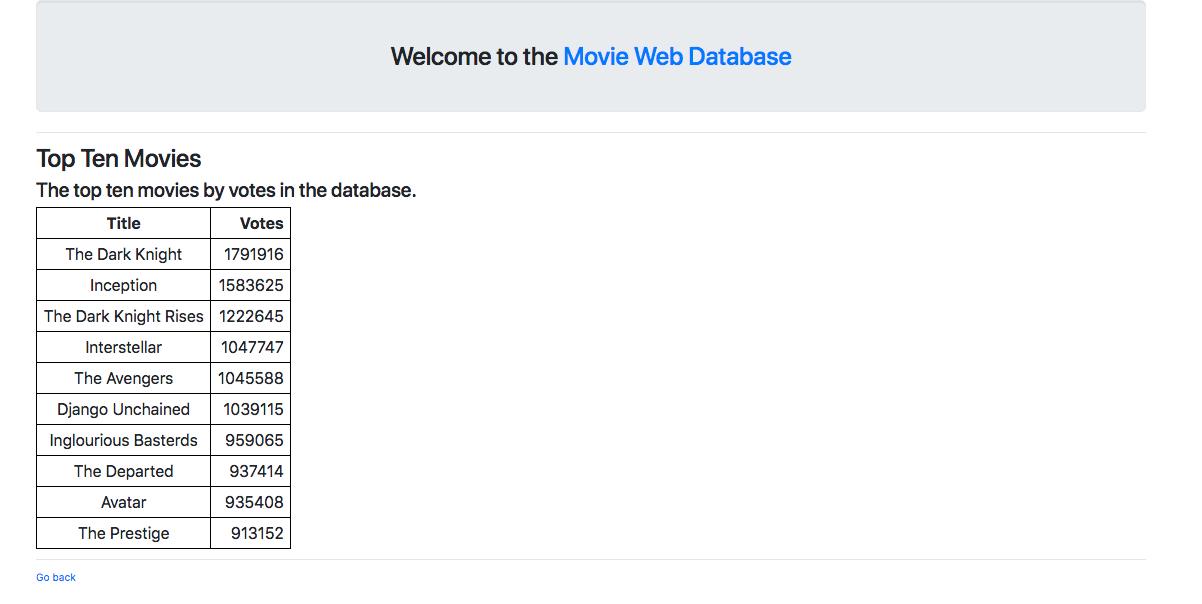 Welcome to the Movie Web Database
Top Ten Movies
The top ten movies by votes in the database.
Title Votes
The Dark Knight 1791916
Inception 1583625
The Dark Knight Rises 1222645
Interstellar 1047747
The Avengers 1045588
Django Unchained 1039115
Inglourious Basterds 959065
The Departed 937414
Avatar 935408
The Prestige 913152
Go back